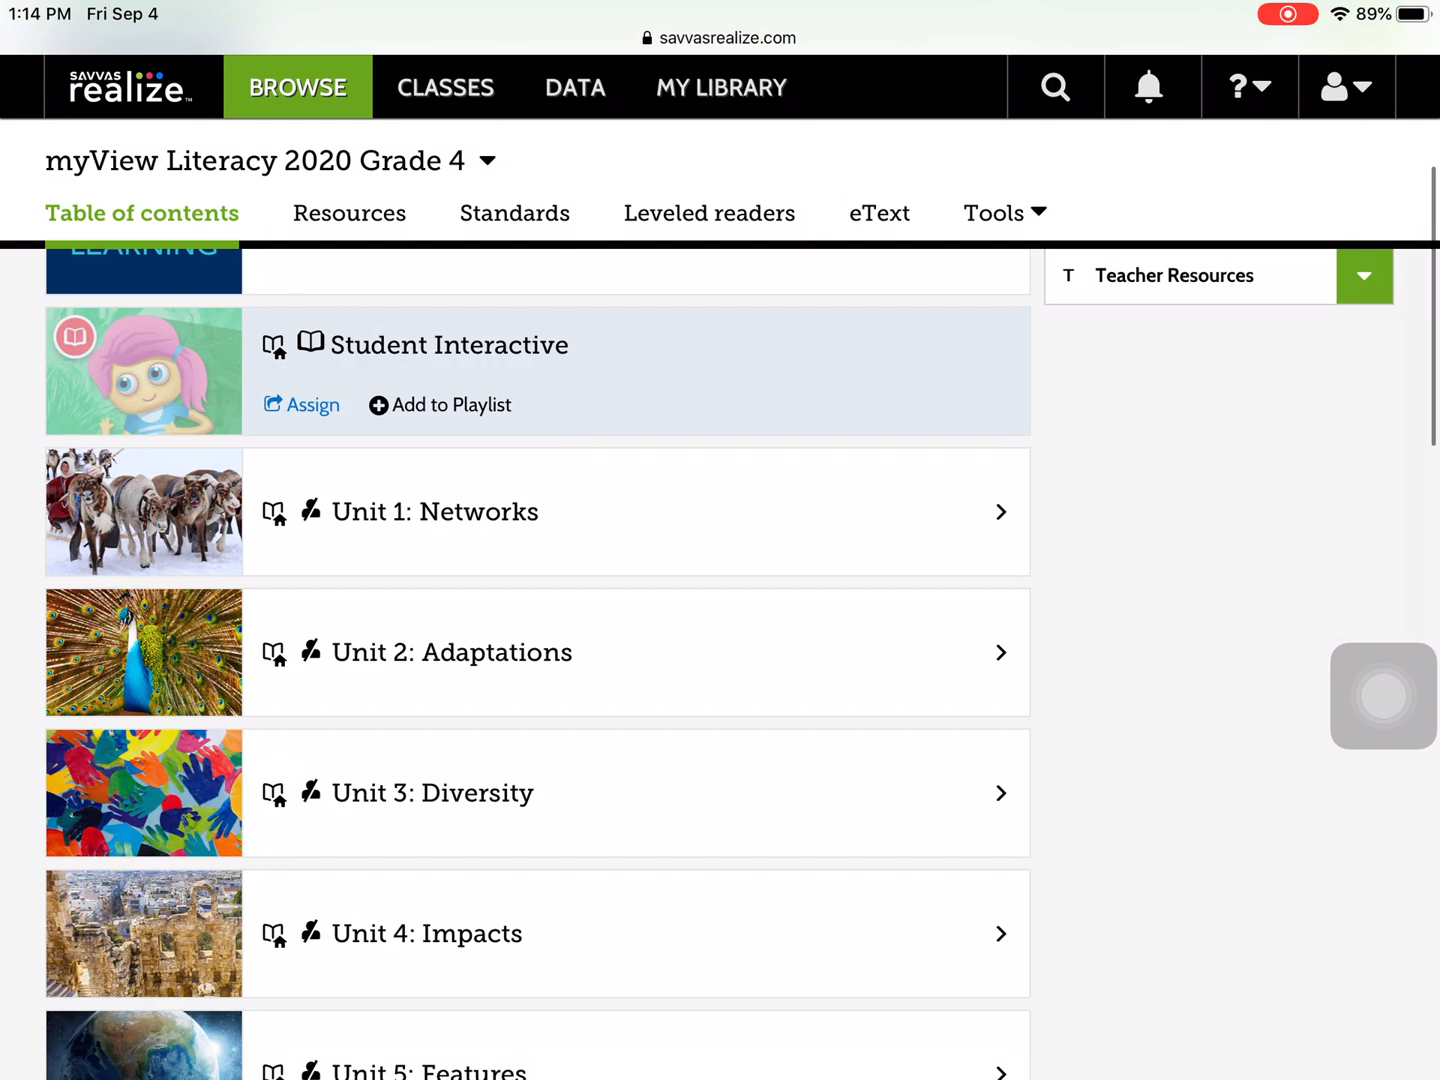 1:14 PM Fri Sep 4
89%
savvasrealize.com
SAVVAS
realize™
BROWSE
CLASSES
DATA
MY LIBRARY
?
myView Literacy 2020 Grade 4
Table of contents
Resources
Standards
Leveled readers
eText
Tools
LEARNING
T Teacher Resources
Student Interactive
Assign
Add to Playlist
Unit 1: Networks
Unit 2: Adaptations
Unit 3: Diversity
Unit 4: Impacts
Unit 5: Features